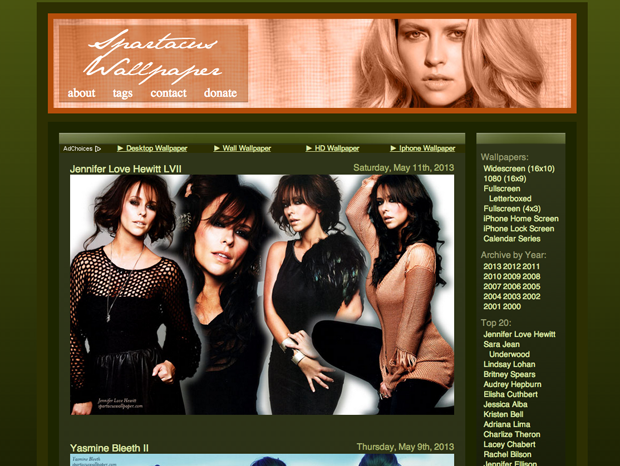 Spartacus
Wallpaper
about tags contact donate
AdChoices
► Desktop Wallpaper
► Wall Wallpaper
► HD Wallpaper
► Iphone Wallpaper
Jennifer Love Hewitt LVII
Saturday, May 11th, 2013
Jennifer Love Hewitt
spartacuswallpaper.com
Yasmine Bleeth II
Thursday, May 9th, 2013
Yasmine Bleeth
spartacuswallpaper.com
Wallpapers:
Widescreen (16x10)
1080 (16x9)
Fullscreen
Letterboxed
Fullscreen (4x3)
iPhone Home Screen
iPhone Lock Screen
Calendar Series
Archive by Year:
2013 2012 2011
2010 2009 2008
2007 2006 2005
2004 2003 2002
2001 2000
Top 20:
Jennifer Love Hewitt
Sara Jean
Underwood
Lindsay Lohan
Britney Spears
Audrey Hepburn
Elisha Cuthbert
Jessica Alba
Kristen Bell
Adriana Lima
Charlize Theron
Lacey Chabert
Rachel Bilson
Jennifer Ellison